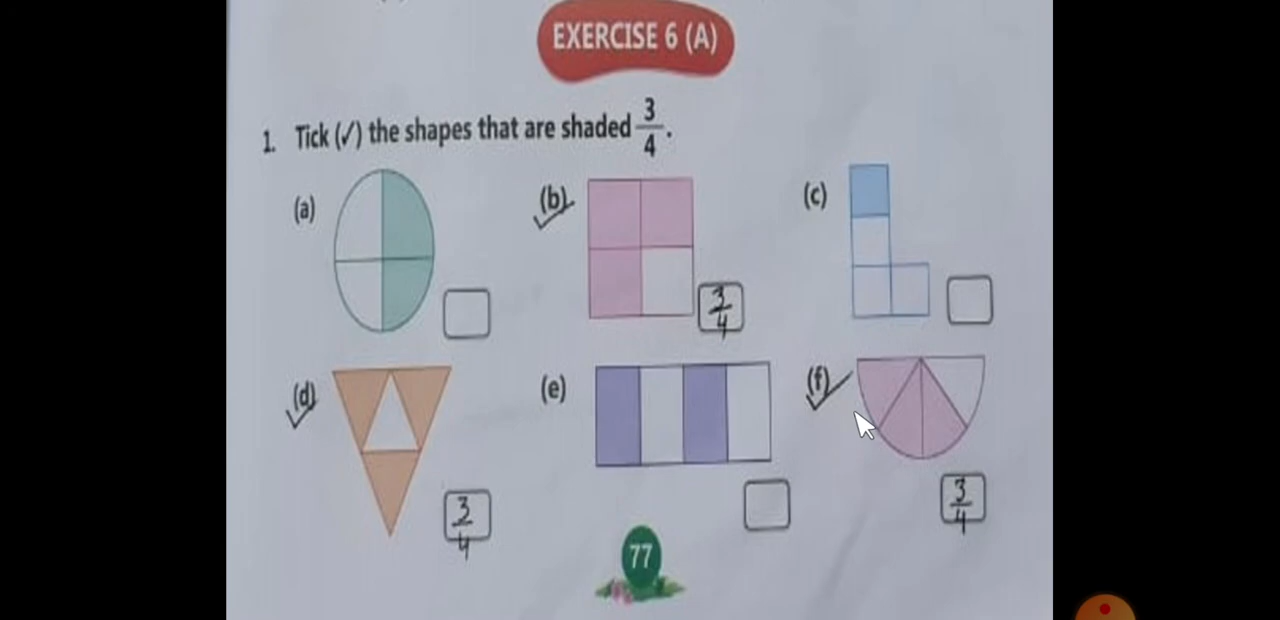 EXERCISE 6 (A)
1. Tick (✓) the shapes that are shaded 3/4.
(a)
(b) ✓
3/4
(c)
(d) ✓
3/4
(e)
(f) ✓
3/4
77